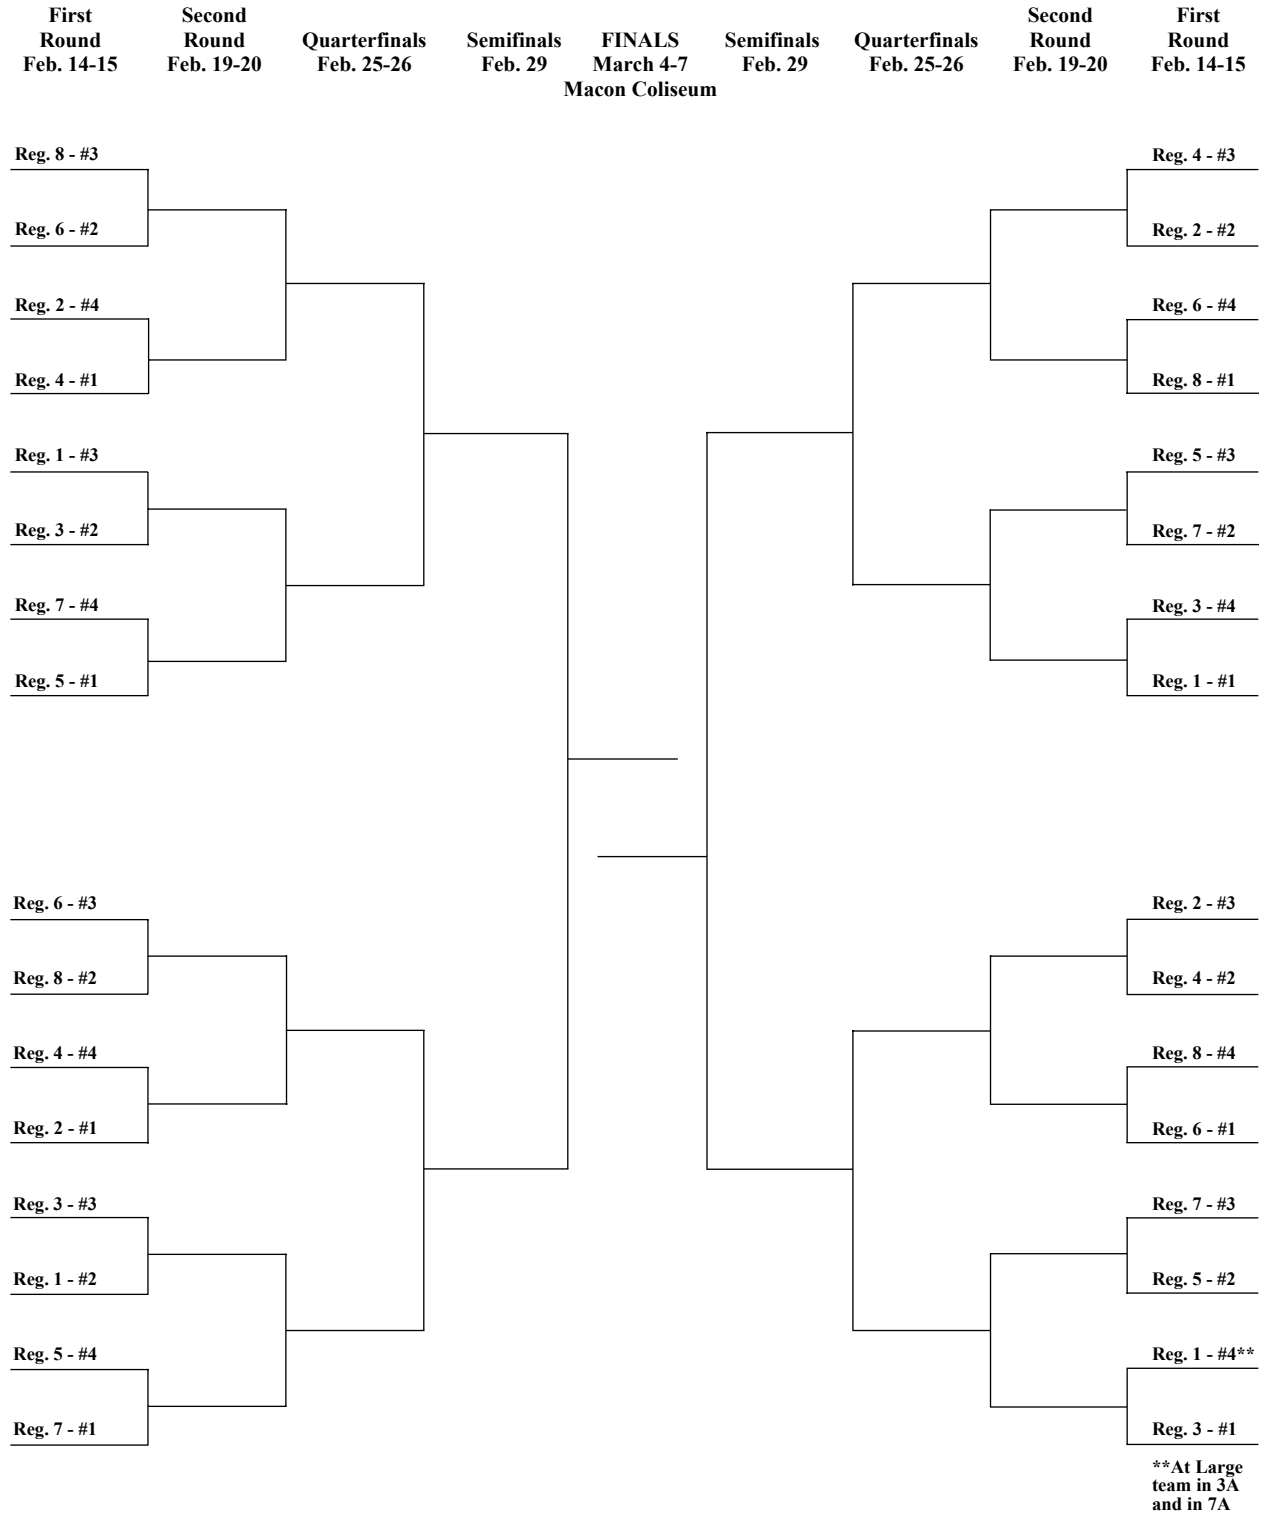 First
Round
Feb. 14-15
Second
Round
Feb. 19-20
Quarterfinals
Feb. 25-26
Semifinals
Feb. 29
FINALS
March 4-7
Macon Coliseum
Semifinals
Feb. 29
Quarterfinals
Feb. 25-26
Second
Round
Feb. 19-20
First
Round
Feb. 14-15
Reg. 8 - #3
Reg. 6 - #2
Reg. 2 - #4
Reg. 4 - #1
Reg. 1 - #3
Reg. 3 - #2
Reg. 7 - #4
Reg. 5 - #1
Reg. 6 - #3
Reg. 8 - #2
Reg. 4 - #4
Reg. 2 - #1
Reg. 3 - #3
Reg. 1 - #2
Reg. 5 - #4
Reg. 7 - #1
Reg. 4 - #3
Reg. 2 - #2
Reg. 6 - #4
Reg. 8 - #1
Reg. 5 - #3
Reg. 7 - #2
Reg. 3 - #4
Reg. 1 - #1
Reg. 2 - #3
Reg. 4 - #2
Reg. 8 - #4
Reg. 6 - #1
Reg. 7 - #3
Reg. 5 - #2
Reg. 1 - #4**
Reg. 3 - #1
**At Large
team in 3A
and in 7A